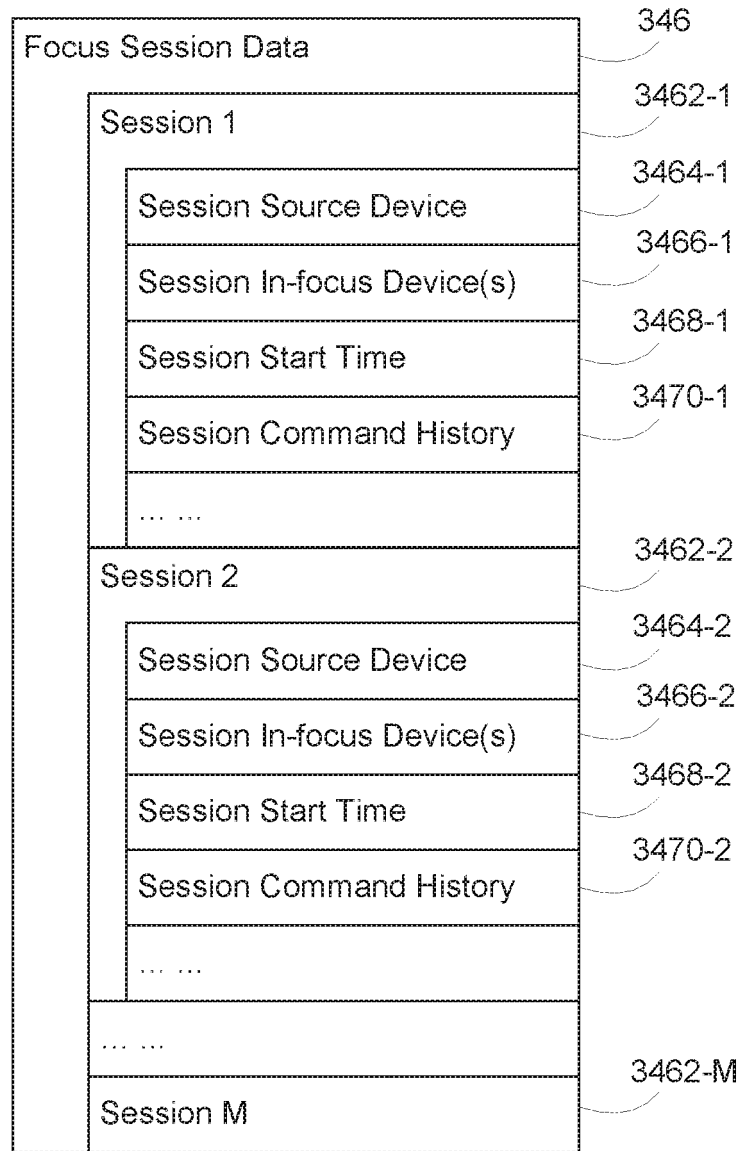 346
Focus Session Data
3462-1
Session 1
3464-1
Session Source Device
3466-1
Session In-focus Device(s)
3468-1
Session Start Time
3470-1
Session Command History
... ...
3462-2
Session 2
3464-2
Session Source Device
3466-2
Session In-focus Device(s)
3468-2
Session Start Time
3470-2
Session Command History
... ...
... ...
3462-M
Session M